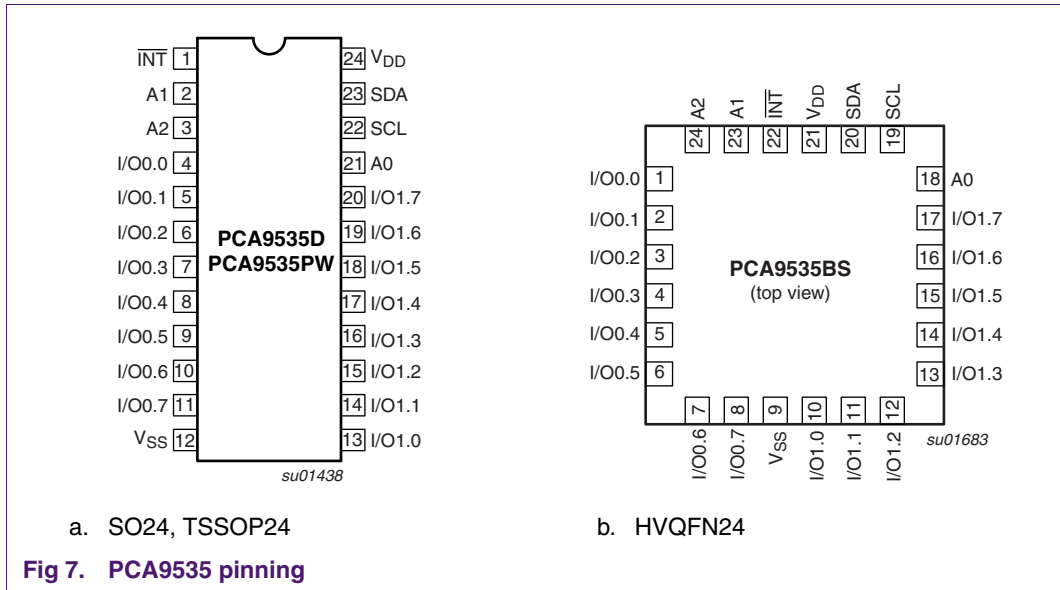 INT 1 24 VDD
A1 2 23 SDA
A2 3 22 SCL
I/O0.0 4 21 A0
I/O0.1 5 20 I/O1.7
I/O0.2 6 19 I/O1.6
I/O0.3 7 18 I/O1.5
I/O0.4 8 17 I/O1.4
I/O0.5 9 16 I/O1.3
I/O0.6 10 15 I/O1.2
I/O0.7 11 14 I/O1.1
VSS 12 13 I/O1.0
PCA9535D
PCA9535PW
su01438
a. SO24, TSSOP24
A2 A1 INT VDD SDA SCL
24 23 22 21 20 19
I/O0.0 1 18 A0
I/O0.1 2 17 I/O1.7
I/O0.2 3 16 I/O1.6
I/O0.3 4 15 I/O1.5
I/O0.4 5 14 I/O1.4
I/O0.5 6 13 I/O1.3
PCA9535BS
(top view)
7 8 9 10 11 12
I/O0.6 I/O0.7 VSS I/O1.0 I/O1.1 I/O1.2
su01683
b. HVQFN24
Fig 7. PCA9535 pinning